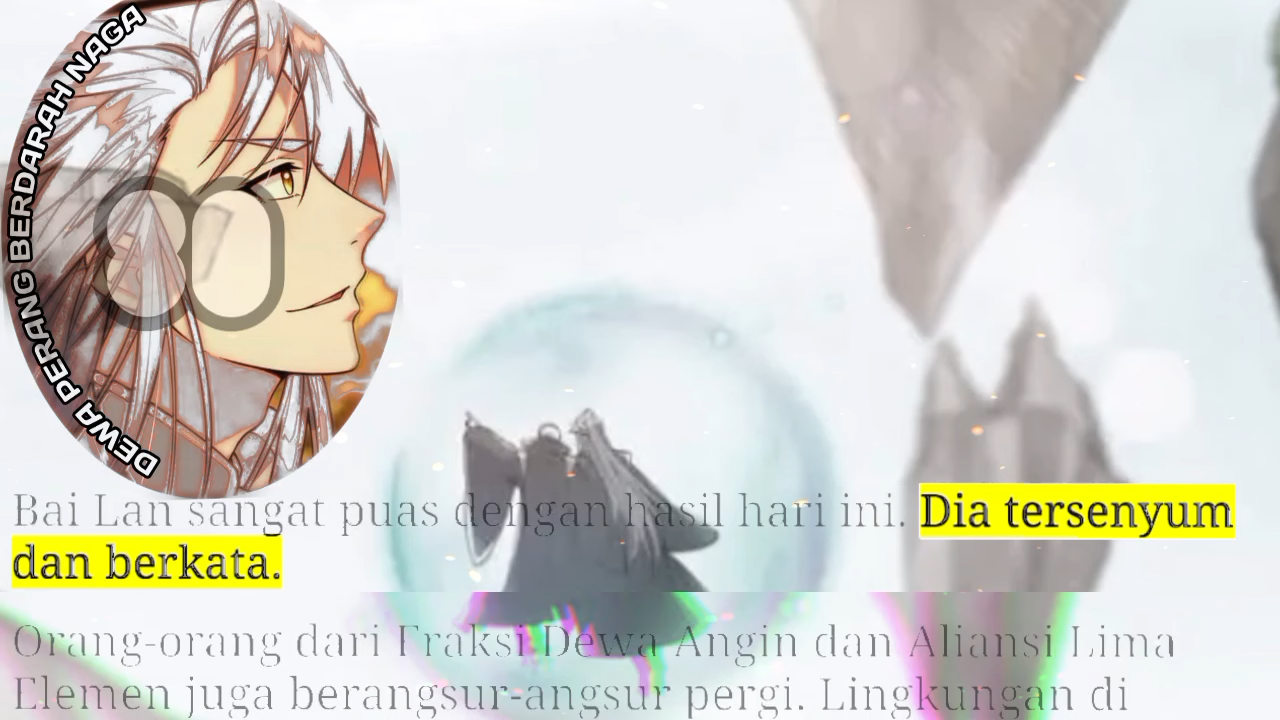 DEWA PERANG BERDARAH NAGA
80
Bai Lan sangat puas dengan hasil hari ini. Dia tersenyum
dan berkata.
Orang-orang dari Fraksi Dewa Angin dan Aliansi Lima
Elemen juga berangsur-angsur pergi. Lingkungan di